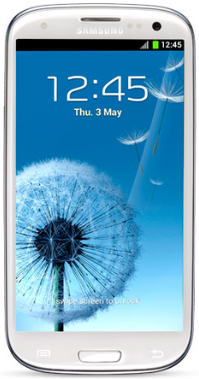 SAMSUNG
12:45
12:45
Thu. 3 May
swipe screen to unlock